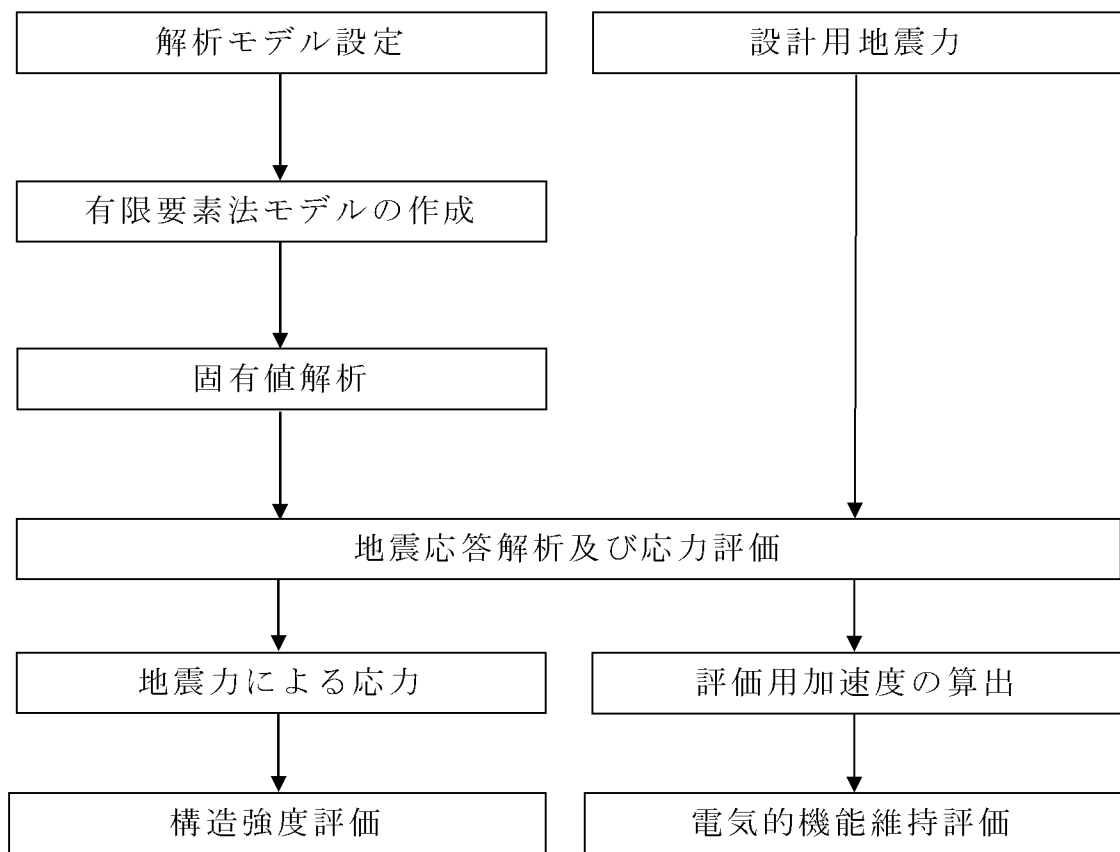 解析モデル設定
設計用地震力
有限要素法モデルの作成
固有値解析
地震応答解析及び応力評価
地震力による応力
評価用加速度の算出
構造強度評価
電気的機能維持評価